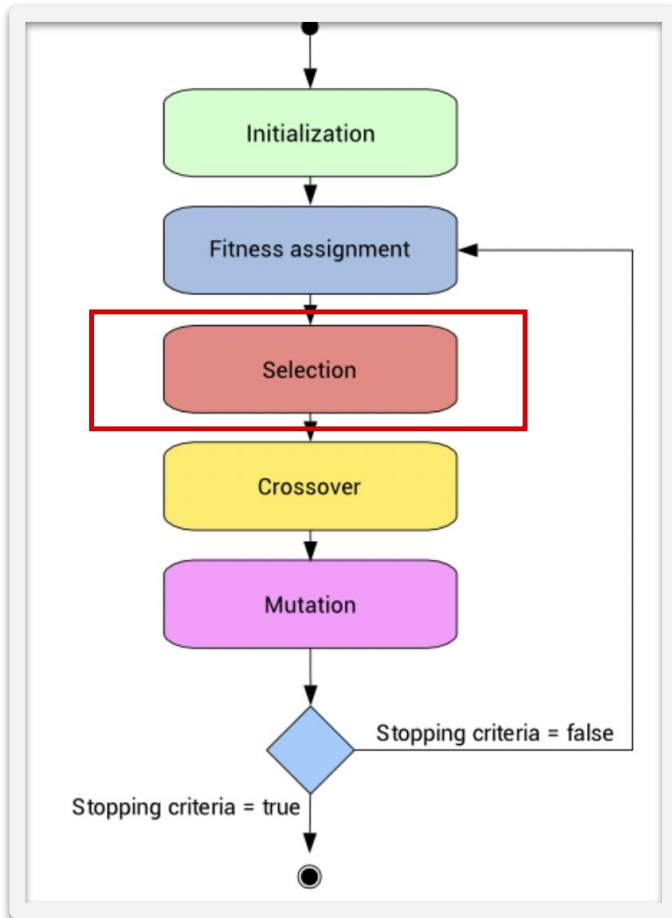 Initialization
Fitness assignment
Selection
Crossover
Mutation
Stopping criteria = false
Stopping criteria = true